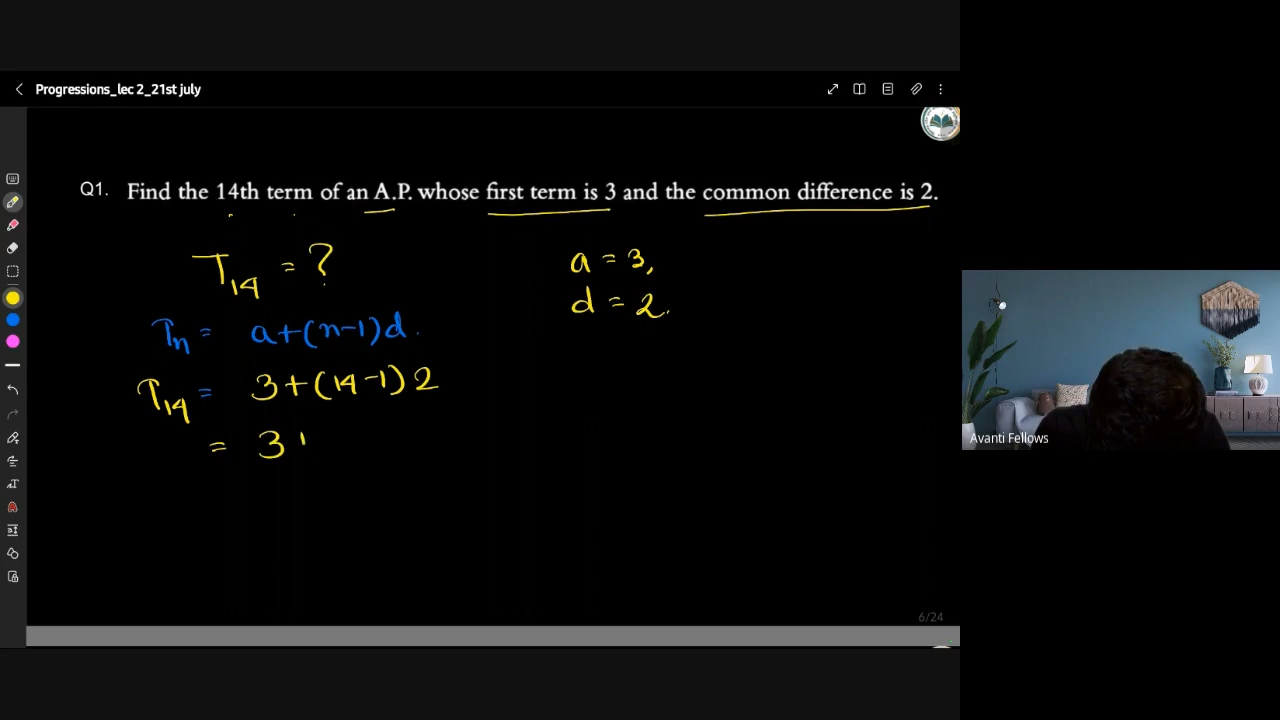 Progressions_lec 2_21st july
Q1. Find the 14th term of an A.P. whose first term is 3 and the common difference is 2.
T14 = ?
a = 3,
d = 2.
Tn = a+(n-1)d.
T14 = 3+(14-1)2
= 3
6/24
Avanti Fellows